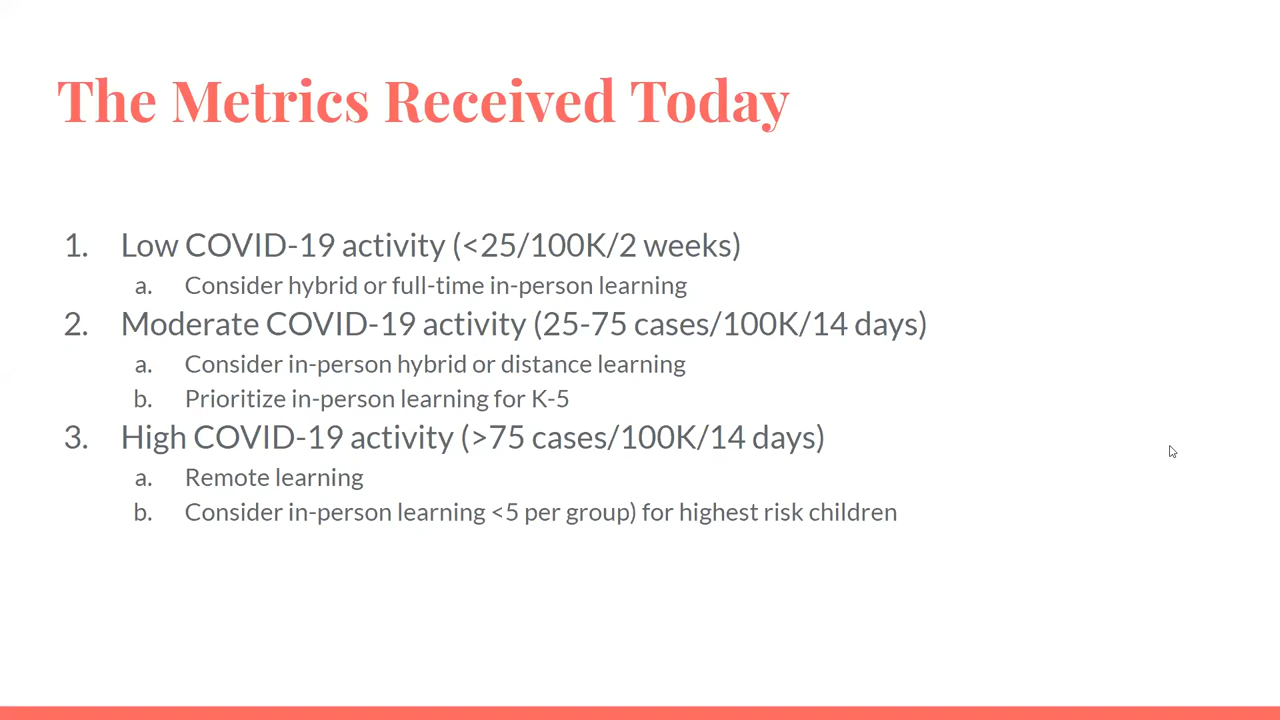 The Metrics Received Today
1. Low COVID-19 activity (<25/100K/2 weeks)
a. Consider hybrid or full-time in-person learning
2. Moderate COVID-19 activity (25-75 cases/100K/14 days)
a. Consider in-person hybrid or distance learning
b. Prioritize in-person learning for K-5
3. High COVID-19 activity (>75 cases/100K/14 days)
a. Remote learning
b. Consider in-person learning <5 per group) for highest risk children